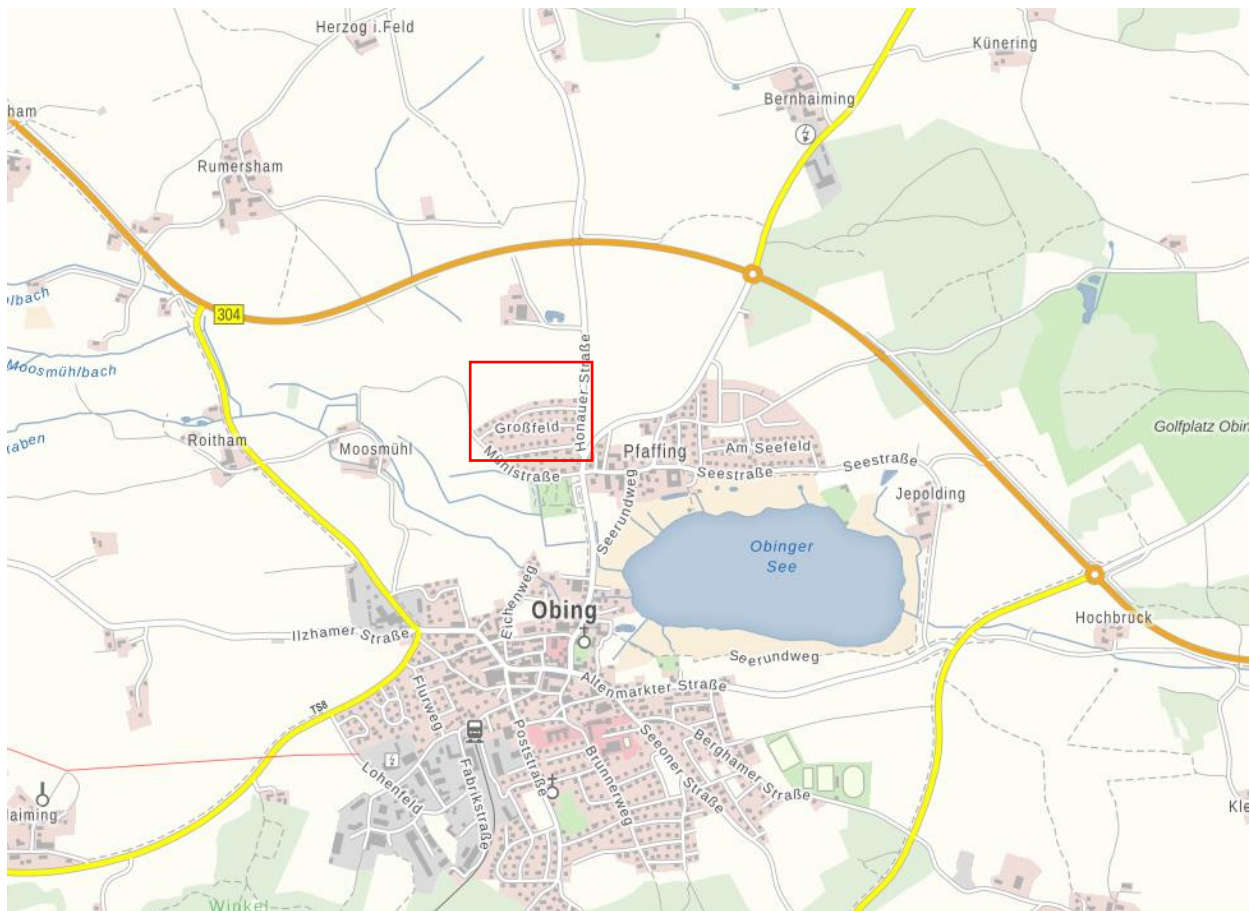 Herzog i.Feld
Künering
Bernhaiming
ham
Rumersham
lbach
304
Moosmühlbach
Honauer Straße
raben
Roitham
Moosmühl
Großfeld
Mühlstraße
Pfaffing
Am Seefeld
Golfplatz Obin
Seestraße
Seestraße
Jepolding
Seerundweg
Obinger
See
Eichenweg
Obing
Ilzhamer Straße
Hochbruck
Seerundweg
Altenmarkter Straße
Flurweg
TS8
Poststraße
Brunnerweg
Seeoner Straße
Berghamer Straße
Lohenfeld
Fabrikstraße
laiming
Kle
Winkel